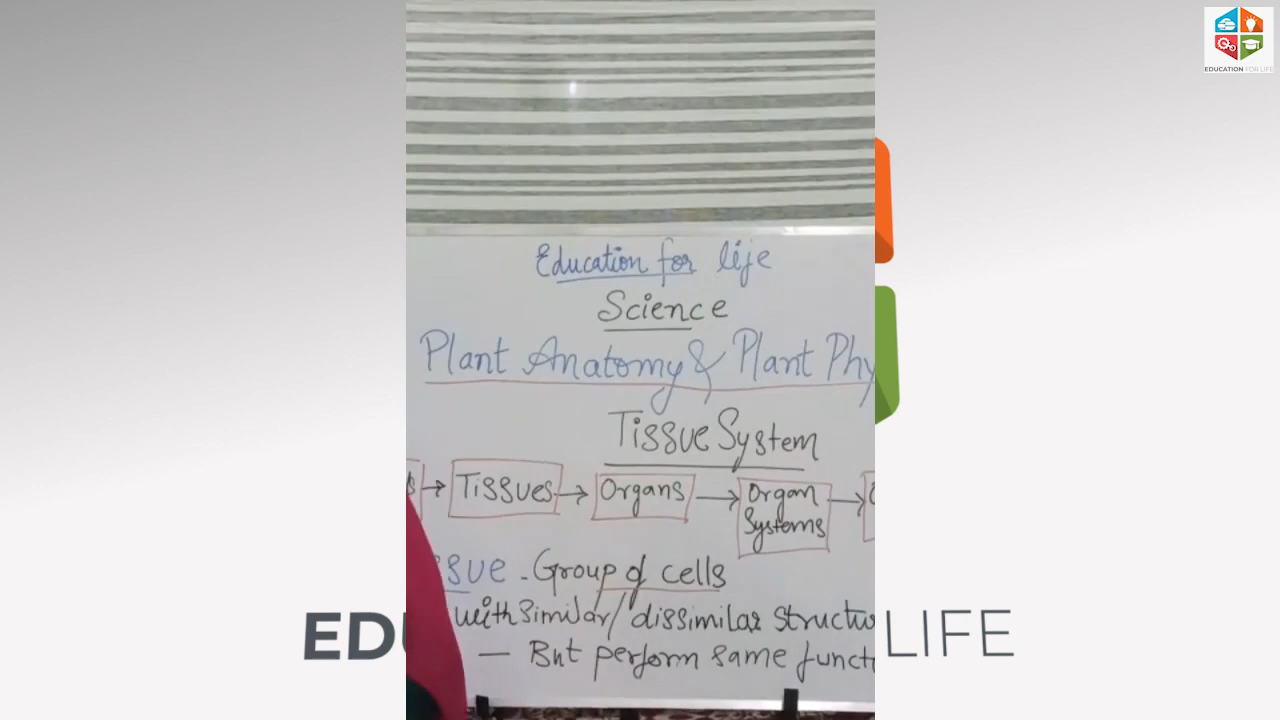 EDUCATION FOR LIFE
Education for life
Science
Plant Anatomy & Plant Phy
Tissue System
s → Tissues → Organs → Organ Systems →
ssue - Group of cells
with similar/dissimilar structu
— But perform same funct
EDU LIFE